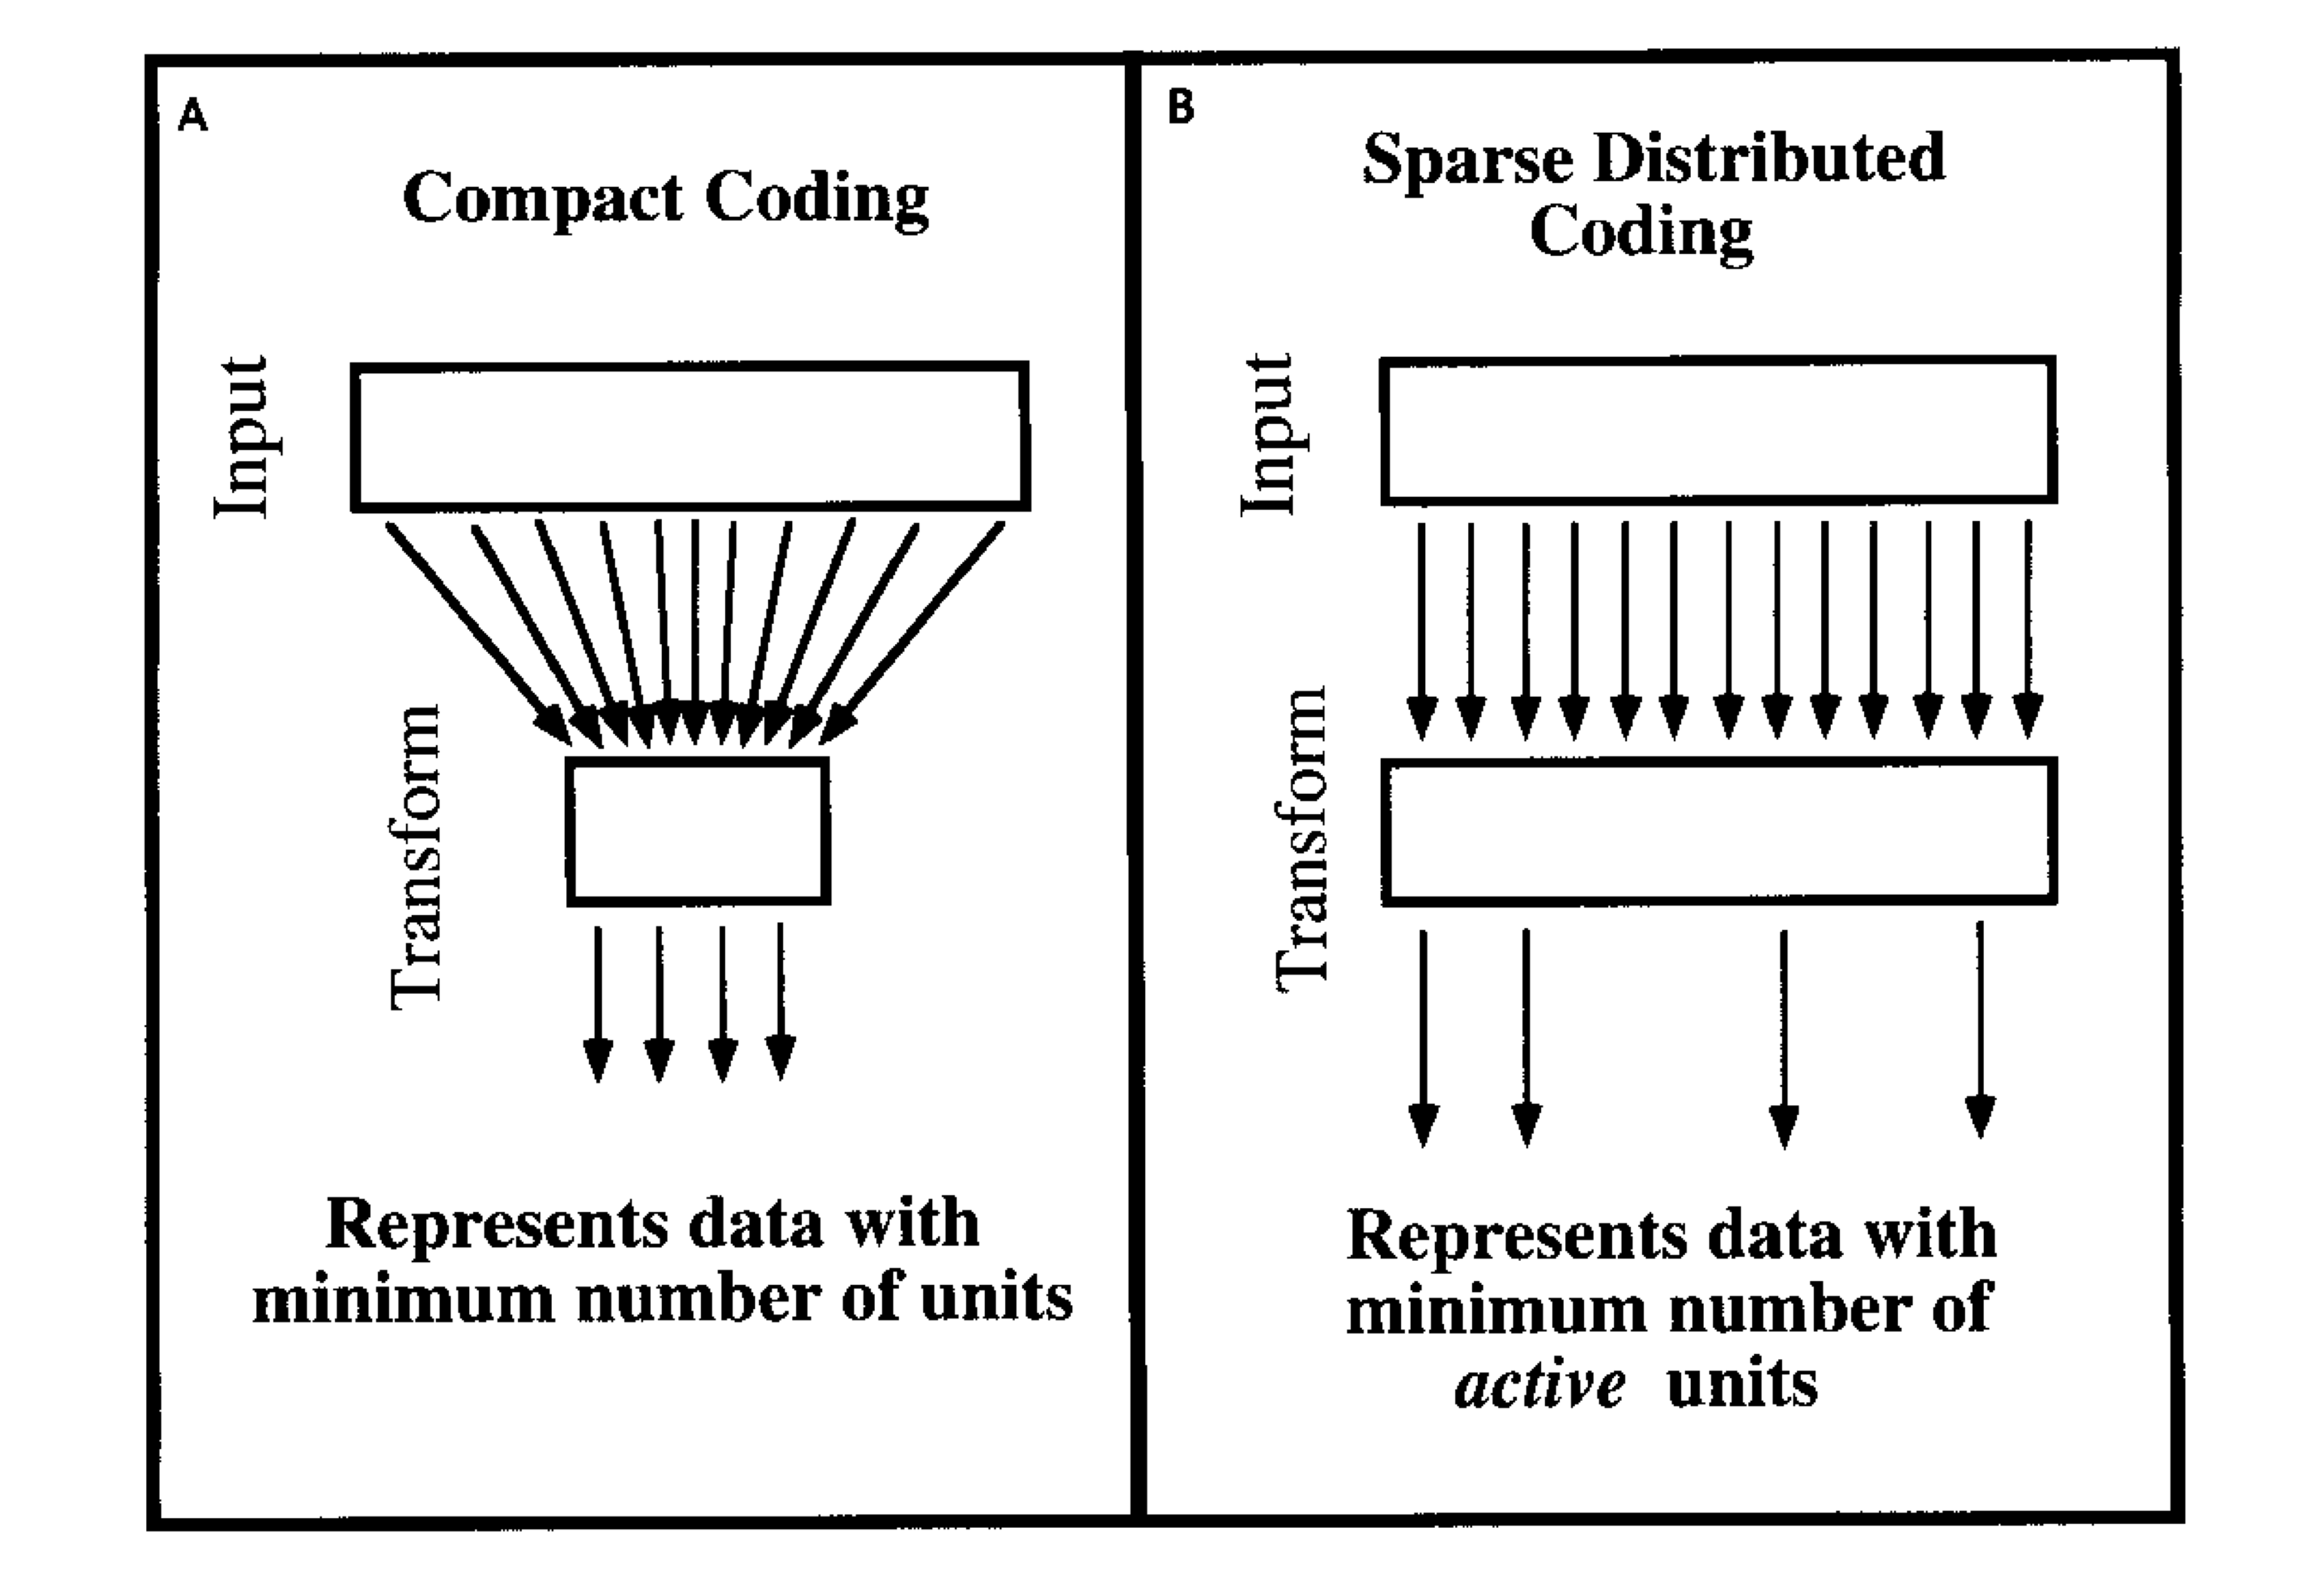 A
Compact Coding
Input
Transform
Represents data with
minimum number of units
B
Sparse Distributed
Coding
Input
Transform
Represents data with
minimum number of
active units